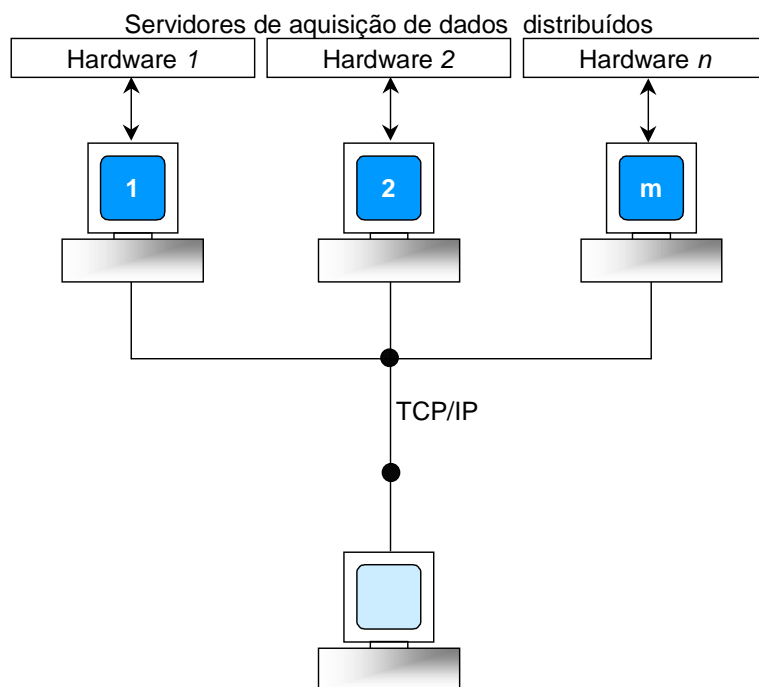 Servidores de aquisição de dados distribuídos
Hardware 1
Hardware 2
Hardware n
1
2
m
TCP/IP